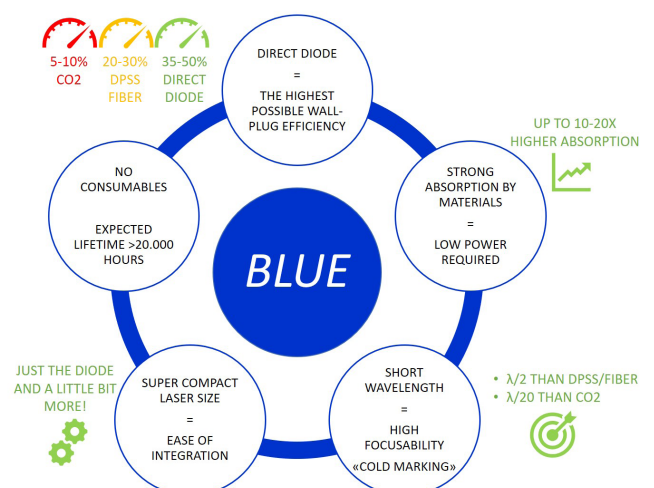 5-10%
CO2
20-30%
DPSS
FIBER
35-50%
DIRECT
DIODE
DIRECT DIODE
=
THE HIGHEST
POSSIBLE WALL-
PLUG EFFICIENCY
UP TO 10-20X
HIGHER ABSORPTION
NO
CONSUMABLES
EXPECTED
LIFETIME >20.000
HOURS
STRONG
ABSORPTION BY
MATERIALS
=
LOW POWER
REQUIRED
BLUE
JUST THE DIODE
AND A LITTLE BIT
MORE!
SUPER COMPACT
LASER SIZE
=
EASE OF
INTEGRATION
SHORT
WAVELENGTH
=
HIGH
FOCUSABILITY
«COLD MARKING»
• λ/2 THAN DPSS/FIBER
• λ/20 THAN CO2